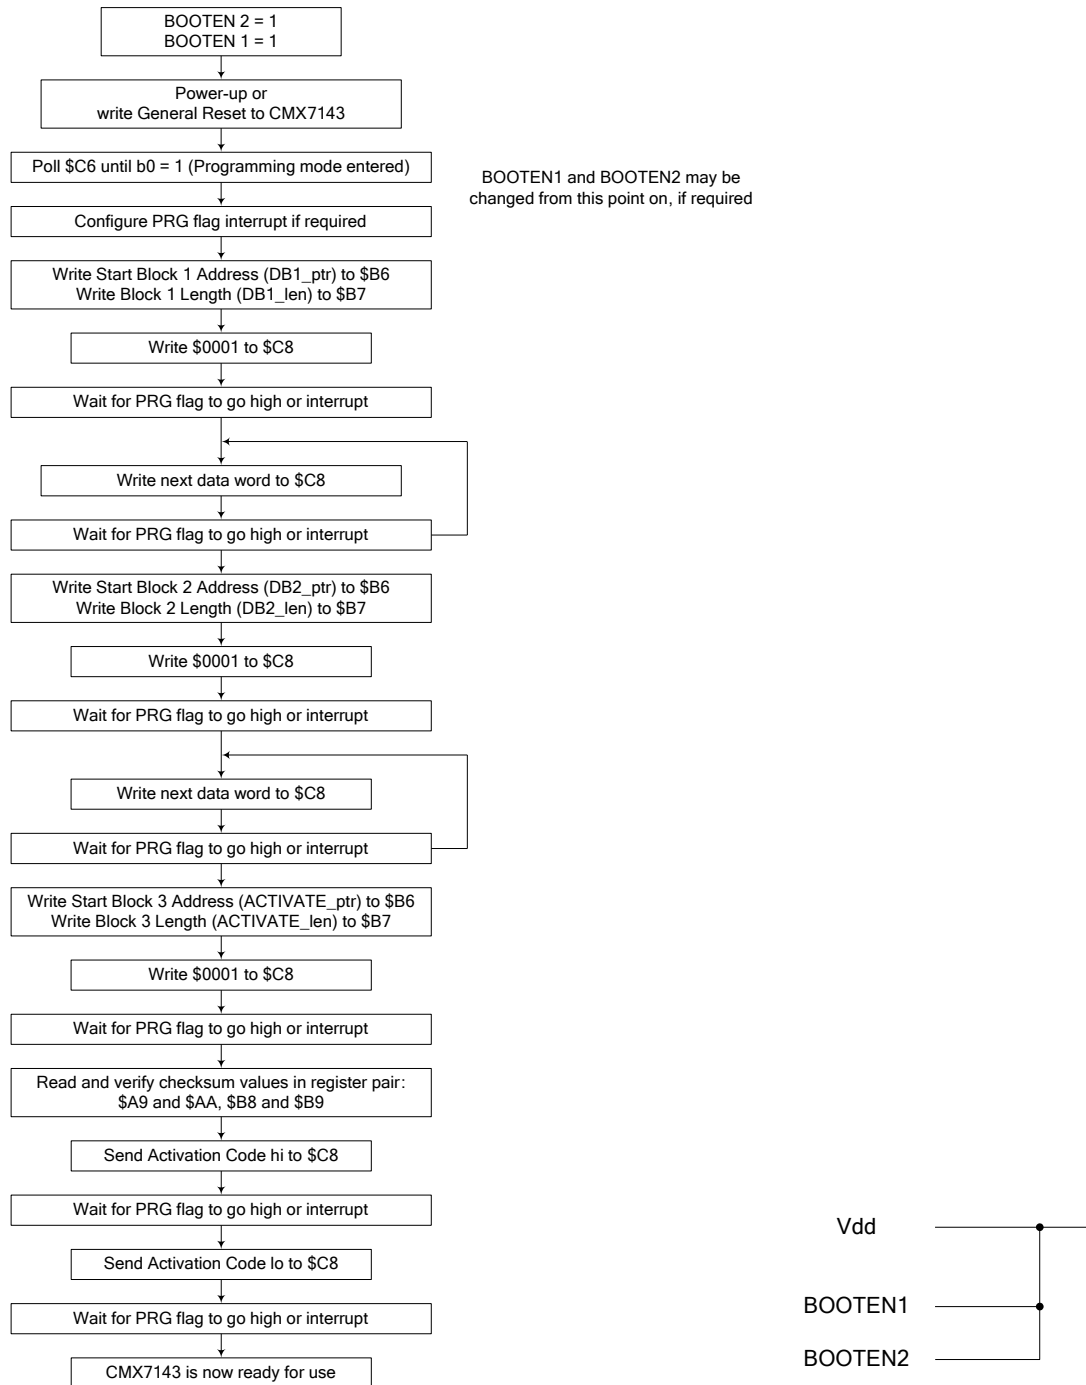 BOOTEN 2 = 1
BOOTEN 1 = 1
Power-up or
write General Reset to CMX7143
Poll $C6 until b0 = 1 (Programming mode entered)
BOOTEN1 and BOOTEN2 may be
changed from this point on, if required
Configure PRG flag interrupt if required
Write Start Block 1 Address (DB1_ptr) to $B6
Write Block 1 Length (DB1_len) to $B7
Write $0001 to $C8
Wait for PRG flag to go high or interrupt
Write next data word to $C8
Wait for PRG flag to go high or interrupt
Write Start Block 2 Address (DB2_ptr) to $B6
Write Block 2 Length (DB2_len) to $B7
Write $0001 to $C8
Wait for PRG flag to go high or interrupt
Write next data word to $C8
Wait for PRG flag to go high or interrupt
Write Start Block 3 Address (ACTIVATE_ptr) to $B6
Write Block 3 Length (ACTIVATE_len) to $B7
Write $0001 to $C8
Wait for PRG flag to go high or interrupt
Read and verify checksum values in register pair:
$A9 and $AA, $B8 and $B9
Send Activation Code hi to $C8
Wait for PRG flag to go high or interrupt
Send Activation Code lo to $C8
Wait for PRG flag to go high or interrupt
CMX7143 is now ready for use
Vdd
BOOTEN1
BOOTEN2